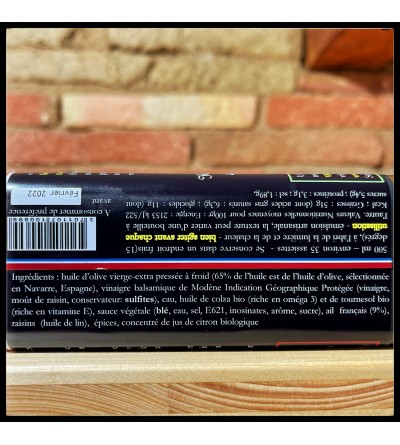 Ingrédients : huile d'olive vierge-extra pressée à froid (65% de l'huile est de l'huile d'olive, sélectionnée
en Navarre, Espagne), vinaigre balsamique de Modène Indication Géographique Protégée (vinaigre,
moût de raisin, conservateur: sulfites), eau, huile de colza bio (riche en oméga 3) et de tournesol bio
(riche en vitamine E), sauce végétale (blé, eau, sel, E621, inosinates, arôme, sucre), ail français (9%),
raisins (huile de lin), épices, concentré de jus de citron biologique
500 ml – environ 35 assiettes - Se conserve dans un endroit frais(15
degrés), à l'abri de la lumière et de la chaleur - bien agiter avant chaque
utilisation - émulsion artisanale, la texture peut varier d'une bouteille à
l'autre. Valeurs Nutritionnelles moyennes pour 100gr : Energie : 2153 kj/522
Kcal ; Graisses : 51g (dont acides gras saturés : 6,9g) ; glucides 11g (dont
sucres 5,4g) ; protéines : 3,1g ; sel : 1,89g.
A consommer de préférence
avant
Février 2022